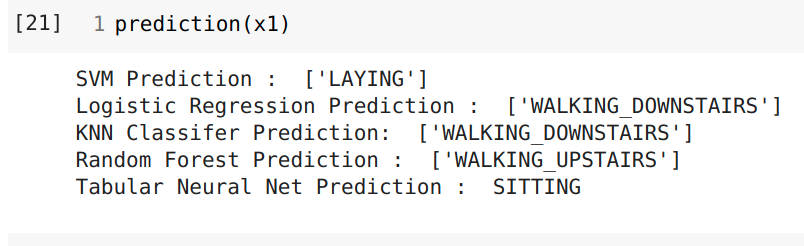 [21] 1 prediction(x1)
SVM Prediction :  ['LAYING']
Logistic Regression Prediction :  ['WALKING_DOWNSTAIRS']
KNN Classifer Prediction:  ['WALKING_DOWNSTAIRS']
Random Forest Prediction :  ['WALKING_UPSTAIRS']
Tabular Neural Net Prediction :  SITTING